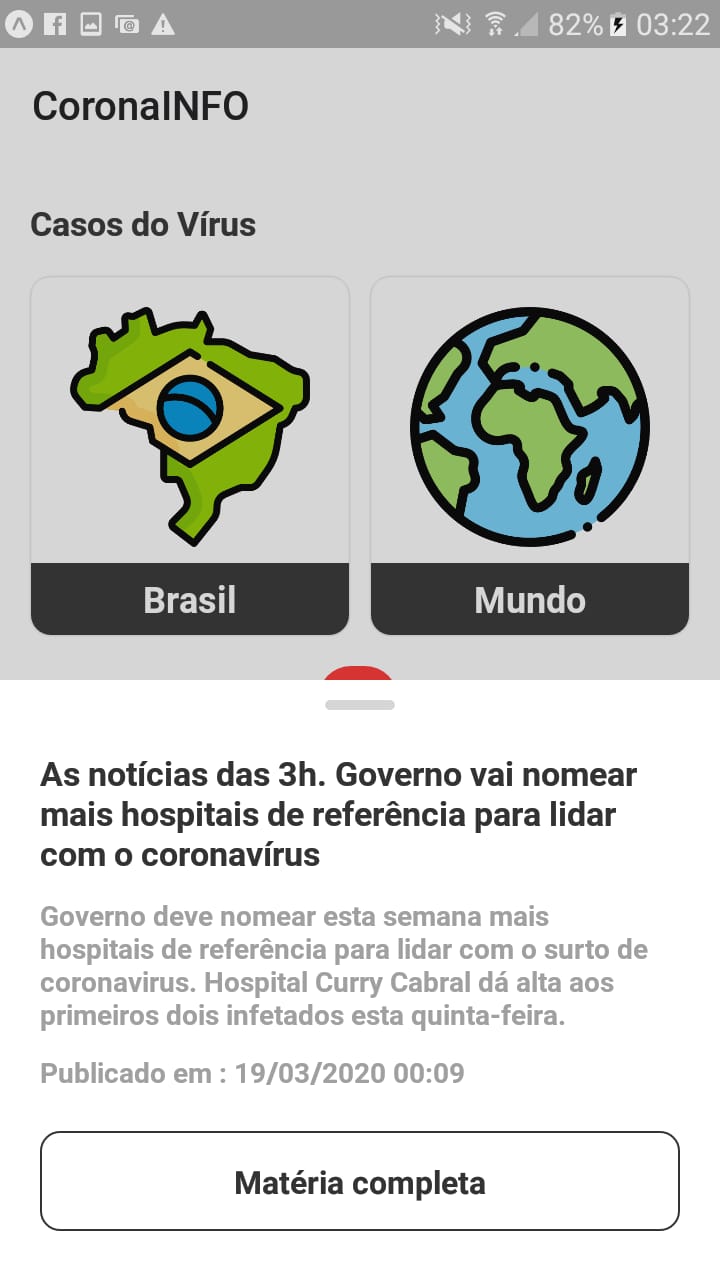 82% 03:22
CoronaINFO
Casos do Vírus
Brasil
Mundo
As notícias das 3h. Governo vai nomear
mais hospitais de referência para lidar
com o coronavírus
Governo deve nomear esta semana mais
hospitais de referência para lidar com o surto de
coronavirus. Hospital Curry Cabral dá alta aos
primeiros dois infetados esta quinta-feira.
Publicado em : 19/03/2020 00:09
Matéria completa